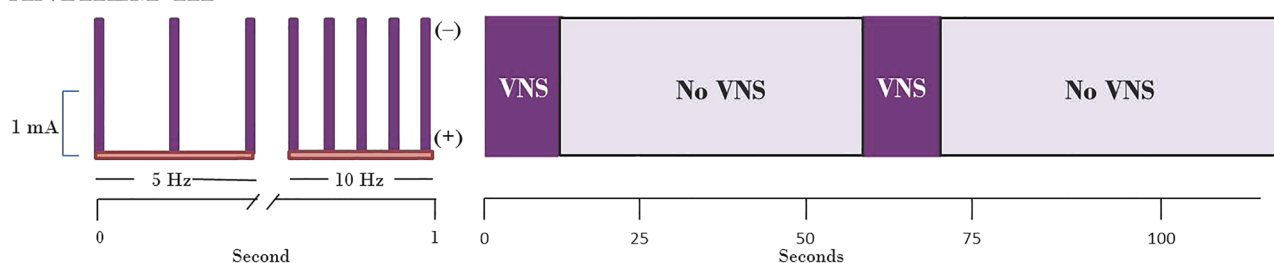 (−)
1 mA
(+)
5 Hz
10 Hz
0
1
Second
VNS
No VNS
VNS
No VNS
0
25
50
75
100
Seconds